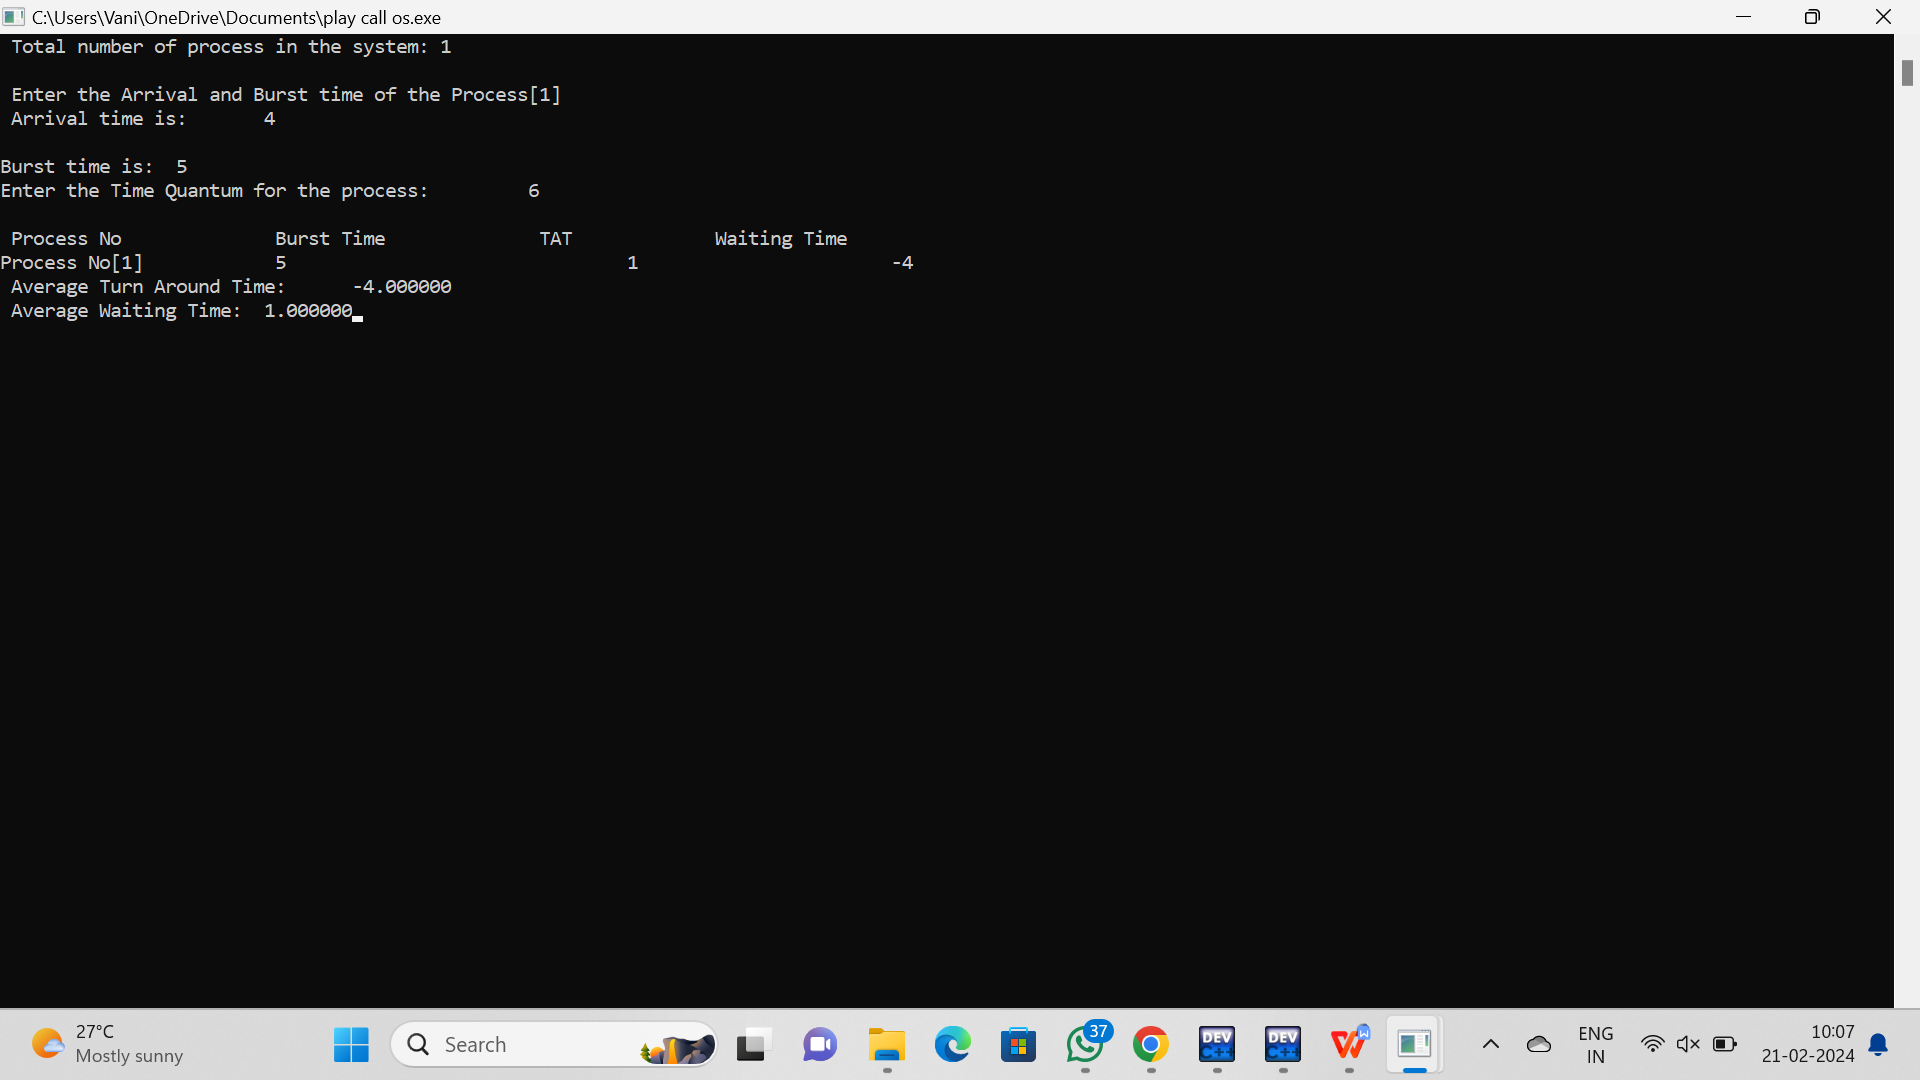 C:\Users\Vani\OneDrive\Documents\play call os.exe
Total number of process in the system: 1
Enter the Arrival and Burst time of the Process[1]
Arrival time is: 4
Burst time is: 5
Enter the Time Quantum for the process: 6
Process No Burst Time TAT Waiting Time
Process No[1] 5 1 -4
Average Turn Around Time: -4.000000
Average Waiting Time: 1.000000
27°C
Mostly sunny
Search
37
DEV
C++
DEV
C++
W
ENG
IN
10:07
21-02-2024